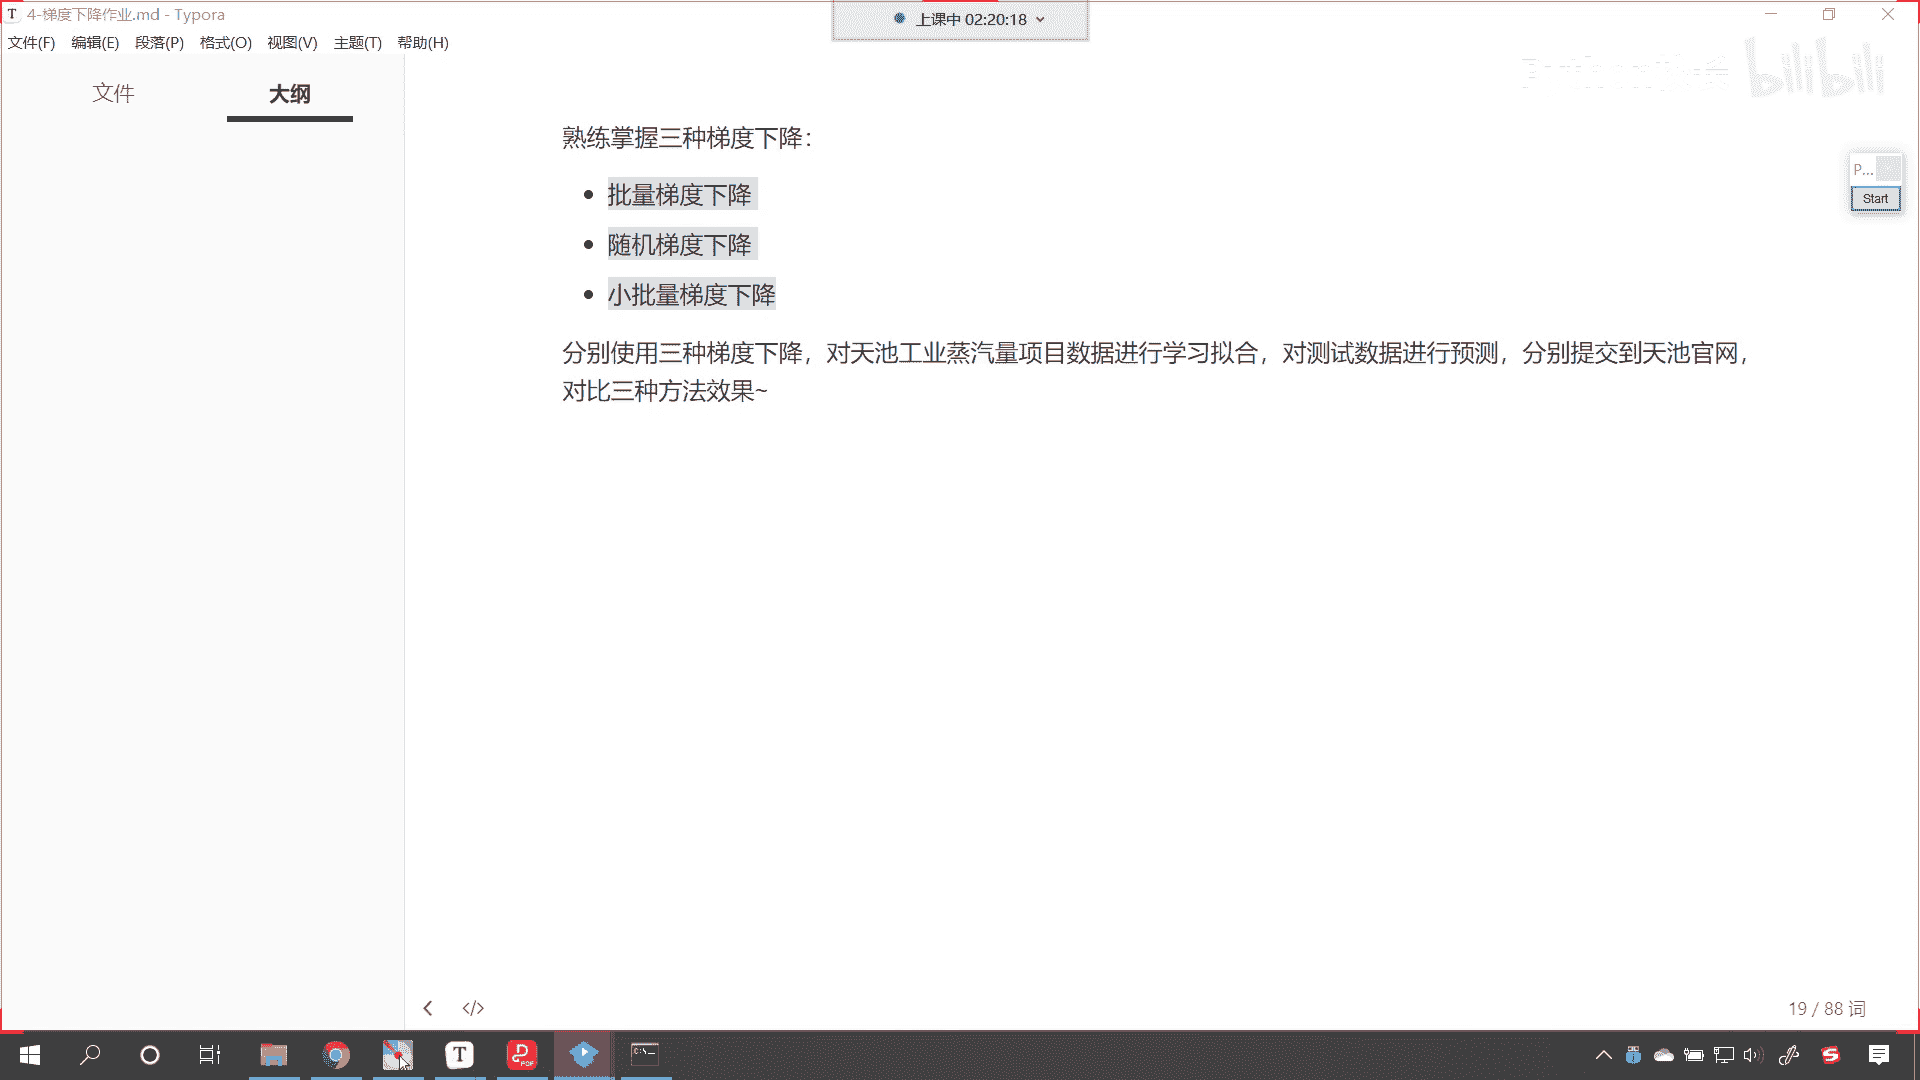 4-梯度下降作业.md - Typora
上课中 02:20:18
文件(F) 编辑(E) 段落(P) 格式(O) 视图(V) 主题(T) 帮助(H)
文件 大纲
bilibili
熟练掌握三种梯度下降：
批量梯度下降
随机梯度下降
小批量梯度下降
分别使用三种梯度下降，对天池工业蒸汽量项目数据进行学习拟合，对测试数据进行预测，分别提交到天池官网，
对比三种方法效果~
P...
Start
</> 19 / 88 词